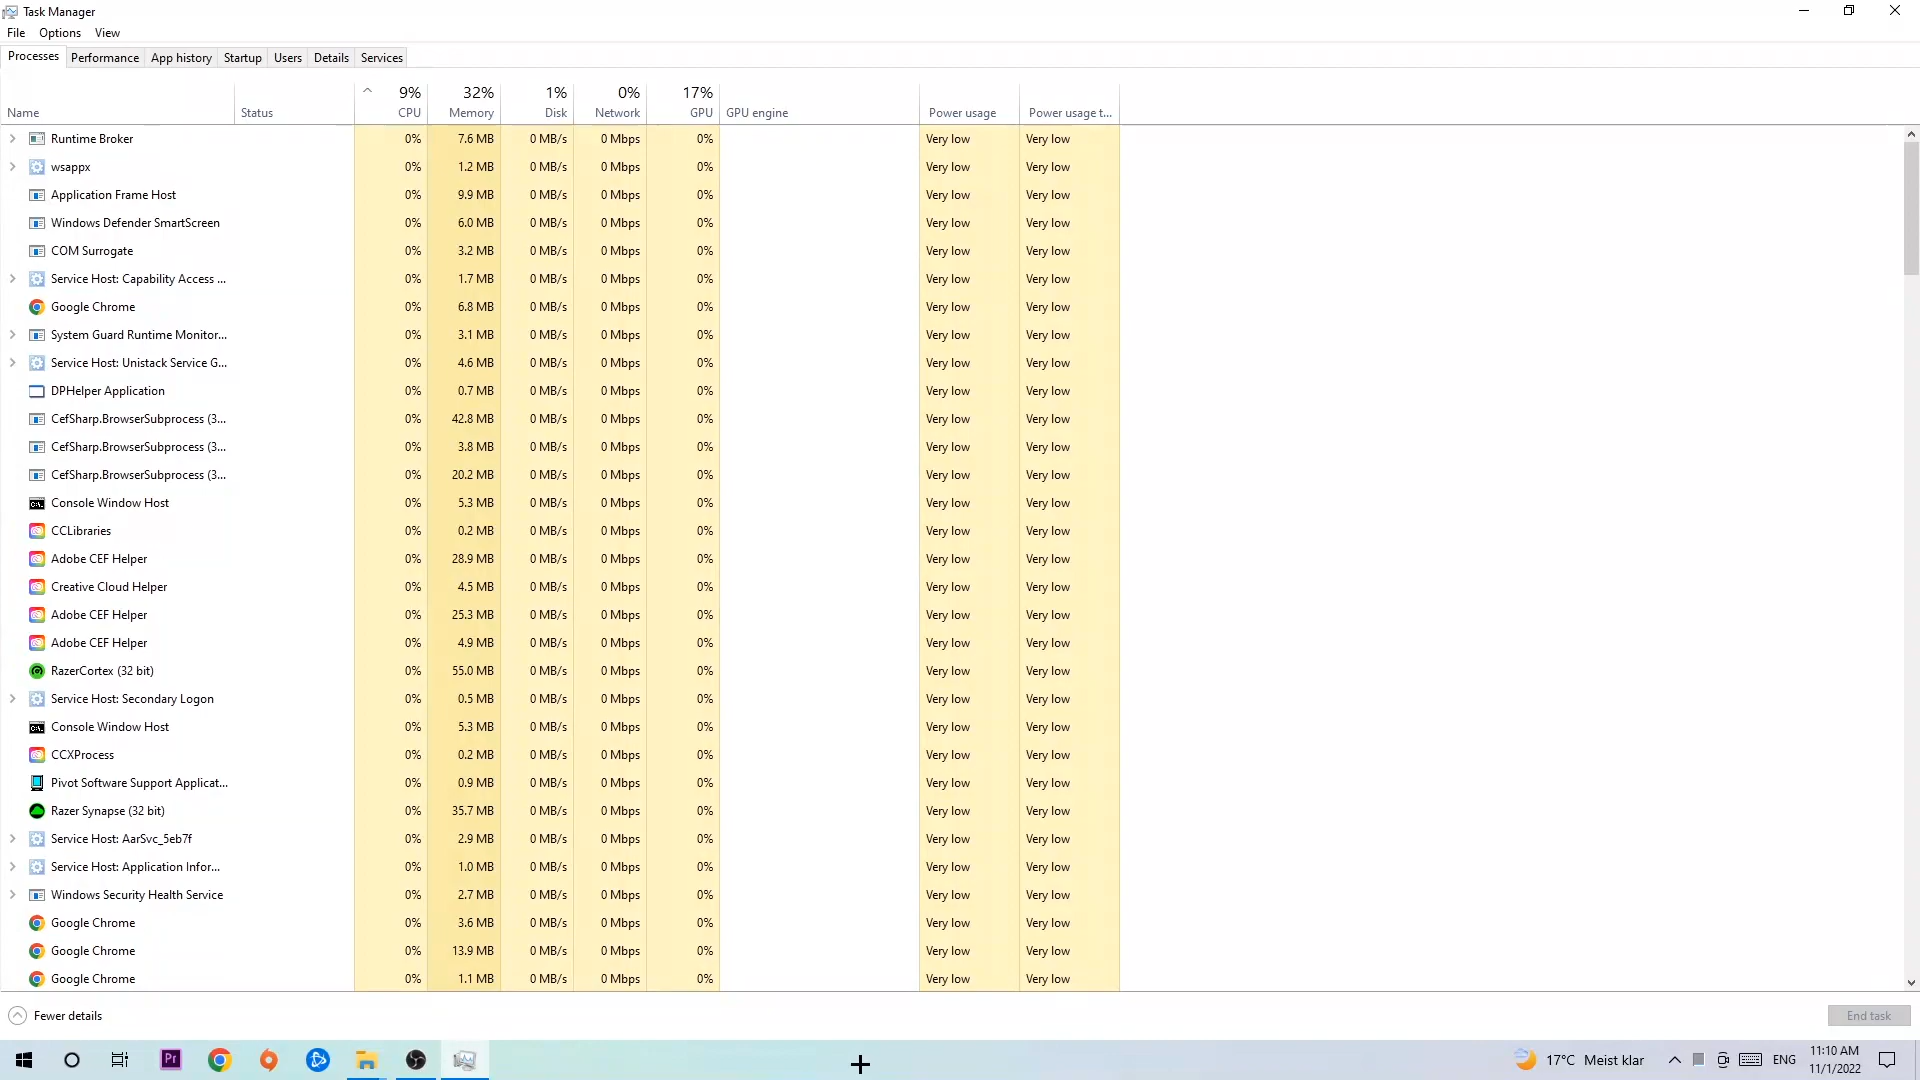 Task Manager
File Options View
Processes Performance App history Startup Users Details Services
9% 32% 1% 0% 17%
Name Status CPU Memory Disk Network GPU GPU engine Power usage Power usage t...
Runtime Broker 0% 7.6 MB 0 MB/s 0 Mbps 0% Very low Very low
wsappx 0% 1.2 MB 0 MB/s 0 Mbps 0% Very low Very low
Application Frame Host 0% 9.9 MB 0 MB/s 0 Mbps 0% Very low Very low
Windows Defender SmartScreen 0% 6.0 MB 0 MB/s 0 Mbps 0% Very low Very low
COM Surrogate 0% 3.2 MB 0 MB/s 0 Mbps 0% Very low Very low
Service Host: Capability Access ... 0% 1.7 MB 0 MB/s 0 Mbps 0% Very low Very low
Google Chrome 0% 6.8 MB 0 MB/s 0 Mbps 0% Very low Very low
System Guard Runtime Monitor... 0% 3.1 MB 0 MB/s 0 Mbps 0% Very low Very low
Service Host: Unistack Service G... 0% 4.6 MB 0 MB/s 0 Mbps 0% Very low Very low
DPHelper Application 0% 0.7 MB 0 MB/s 0 Mbps 0% Very low Very low
CefSharp.BrowserSubprocess (3... 0% 42.8 MB 0 MB/s 0 Mbps 0% Very low Very low
CefSharp.BrowserSubprocess (3... 0% 3.8 MB 0 MB/s 0 Mbps 0% Very low Very low
CefSharp.BrowserSubprocess (3... 0% 20.2 MB 0 MB/s 0 Mbps 0% Very low Very low
Console Window Host 0% 5.3 MB 0 MB/s 0 Mbps 0% Very low Very low
CCLibraries 0% 0.2 MB 0 MB/s 0 Mbps 0% Very low Very low
Adobe CEF Helper 0% 28.9 MB 0 MB/s 0 Mbps 0% Very low Very low
Creative Cloud Helper 0% 4.5 MB 0 MB/s 0 Mbps 0% Very low Very low
Adobe CEF Helper 0% 25.3 MB 0 MB/s 0 Mbps 0% Very low Very low
Adobe CEF Helper 0% 4.9 MB 0 MB/s 0 Mbps 0% Very low Very low
RazerCortex (32 bit) 0% 55.0 MB 0 MB/s 0 Mbps 0% Very low Very low
Service Host: Secondary Logon 0% 0.5 MB 0 MB/s 0 Mbps 0% Very low Very low
Console Window Host 0% 5.3 MB 0 MB/s 0 Mbps 0% Very low Very low
CCXProcess 0% 0.2 MB 0 MB/s 0 Mbps 0% Very low Very low
Pivot Software Support Applicat... 0% 0.9 MB 0 MB/s 0 Mbps 0% Very low Very low
Razer Synapse (32 bit) 0% 35.7 MB 0 MB/s 0 Mbps 0% Very low Very low
Service Host: AarSvc_5eb7f 0% 2.9 MB 0 MB/s 0 Mbps 0% Very low Very low
Service Host: Application Infor... 0% 1.0 MB 0 MB/s 0 Mbps 0% Very low Very low
Windows Security Health Service 0% 2.7 MB 0 MB/s 0 Mbps 0% Very low Very low
Google Chrome 0% 3.6 MB 0 MB/s 0 Mbps 0% Very low Very low
Google Chrome 0% 13.9 MB 0 MB/s 0 Mbps 0% Very low Very low
Google Chrome 0% 1.1 MB 0 MB/s 0 Mbps 0% Very low Very low
Fewer details End task
Pr 17°C Meist klar ENG 11:10 AM
11/1/2022